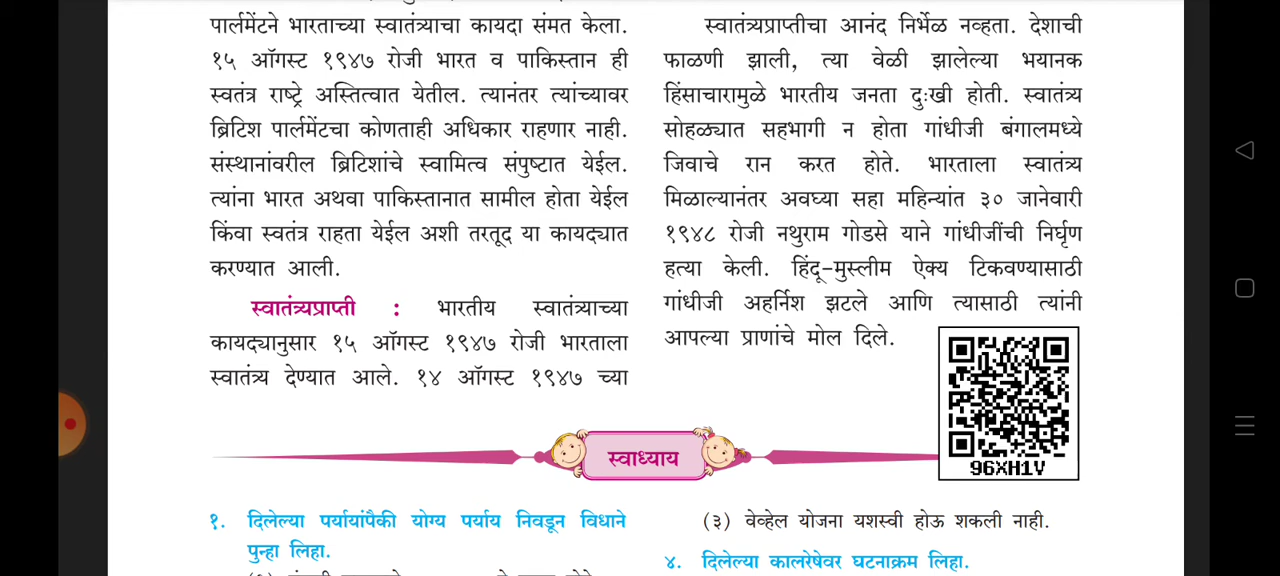 पार्लमेंटने भारताच्या स्वातंत्र्याचा कायदा संमत केला.
१५ ऑगस्ट १९४७ रोजी भारत व पाकिस्तान ही
स्वतंत्र राष्ट्रे अस्तित्वात येतील. त्यानंतर त्यांच्यावर
ब्रिटिश पार्लमेंटचा कोणताही अधिकार राहणार नाही.
संस्थानांवरील ब्रिटिशांचे स्वामित्व संपुष्टात येईल.
त्यांना भारत अथवा पाकिस्तानात सामील होता येईल
किंवा स्वतंत्र राहता येईल अशी तरतूद या कायद्यात
करण्यात आली.
स्वातंत्र्यप्राप्ती : भारतीय स्वातंत्र्याच्या
कायद्यानुसार १५ ऑगस्ट १९४७ रोजी भारताला
स्वातंत्र्य देण्यात आले. १४ ऑगस्ट १९४७ च्या
स्वातंत्र्यप्राप्तीचा आनंद निर्भेळ नव्हता. देशाची
फाळणी झाली, त्या वेळी झालेल्या भयानक
हिंसाचारामुळे भारतीय जनता दुःखी होती. स्वातंत्र्य
सोहळ्यात सहभागी न होता गांधीजी बंगालमध्ये
जिवाचे रान करत होते. भारताला स्वातंत्र्य
मिळाल्यानंतर अवघ्या सहा महिन्यांत ३० जानेवारी
१९४८ रोजी नथुराम गोडसे याने गांधीजींची निर्घृण
हत्या केली. हिंदू-मुस्लीम ऐक्य टिकवण्यासाठी
गांधीजी अहर्निश झटले आणि त्यासाठी त्यांनी
आपल्या प्राणांचे मोल दिले.
96XH1V
स्वाध्याय
१. दिलेल्या पर्यायांपैकी योग्य पर्याय निवडून विधाने
पुन्हा लिहा.
(३) वेव्हेल योजना यशस्वी होऊ शकली नाही.
४. दिलेल्या कालरेषेवर घटनाक्रम लिहा.